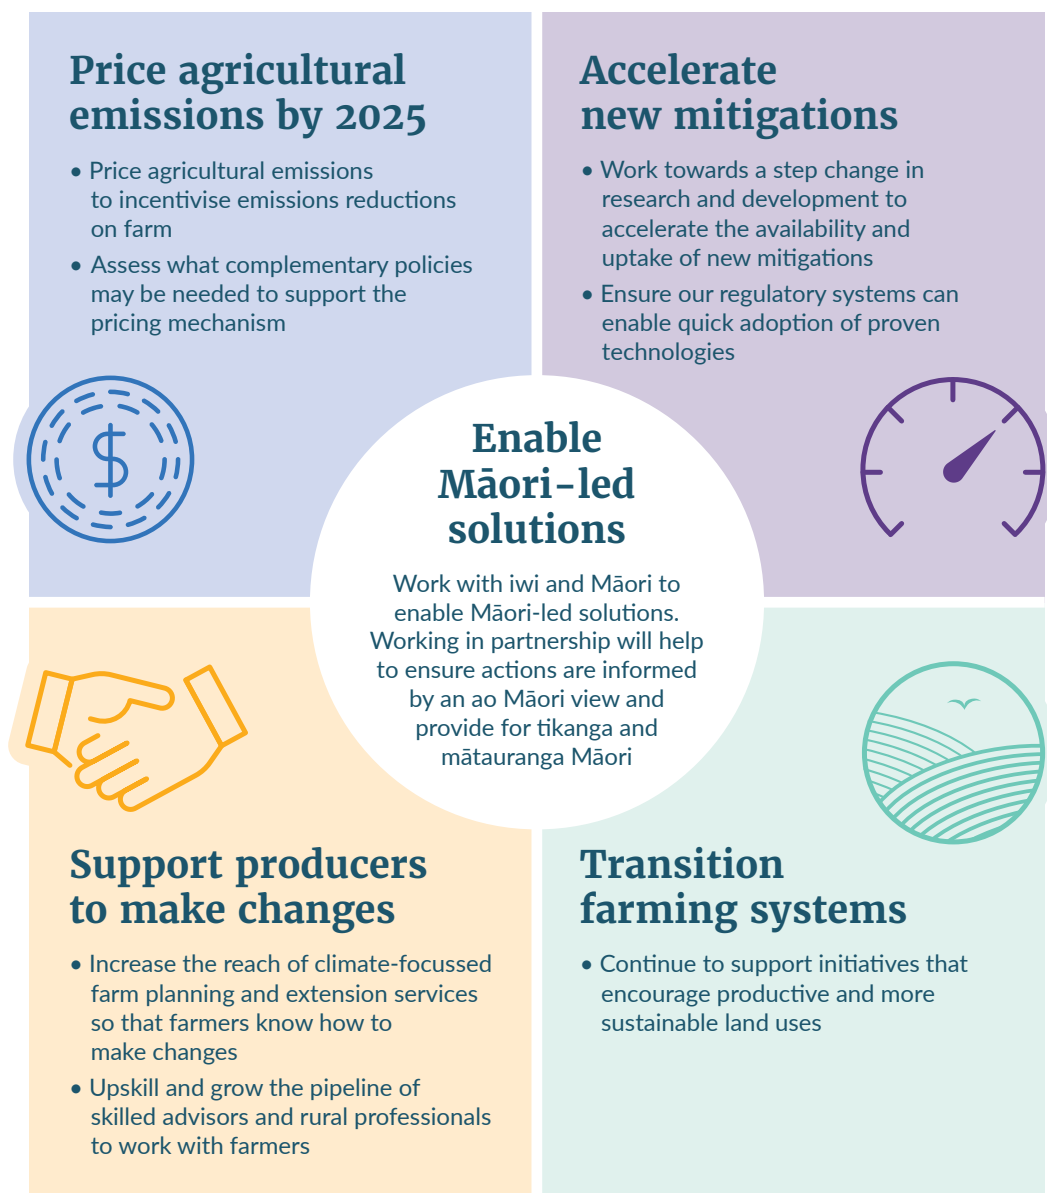 Price agricultural
emissions by 2025
• Price agricultural emissions
to incentivise emissions reductions
on farm
• Assess what complementary policies
may be needed to support the
pricing mechanism
Accelerate
new mitigations
• Work towards a step change in
research and development to
accelerate the availability and
uptake of new mitigations
• Ensure our regulatory systems can
enable quick adoption of proven
technologies
$
Enable
Māori-led
solutions
Work with iwi and Māori to
enable Māori-led solutions.
Working in partnership will help
to ensure actions are informed
by an ao Māori view and
provide for tikanga and
mātauranga Māori
Support producers
to make changes
• Increase the reach of climate-focussed
farm planning and extension services
so that farmers know how to
make changes
• Upskill and grow the pipeline of
skilled advisors and rural professionals
to work with farmers
Transition
farming systems
• Continue to support initiatives that
encourage productive and more
sustainable land uses